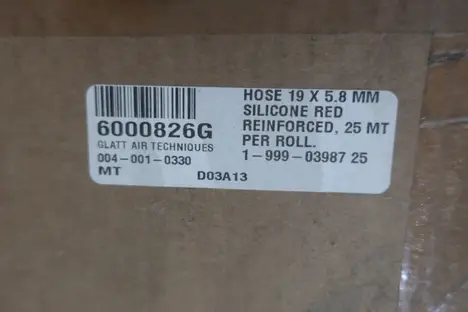 6000826G
GLATT AIR TECHNIQUES
004-001-0330
MT
D03A13
HOSE 19 X 5.8 MM
SILICONE RED
REINFORCED, 25 MT
PER ROLL.
1-999-03987 25